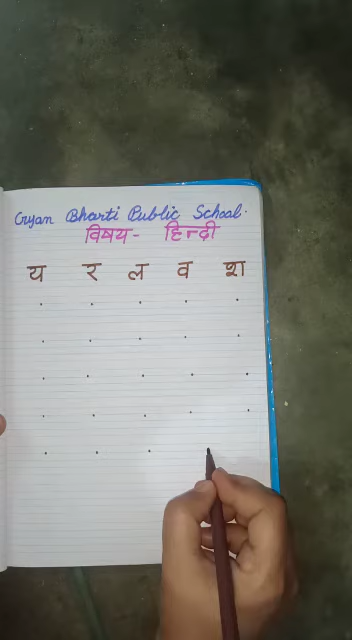 Gyan Bharti Public School.
विषय- हिन्दी
य र ल व श